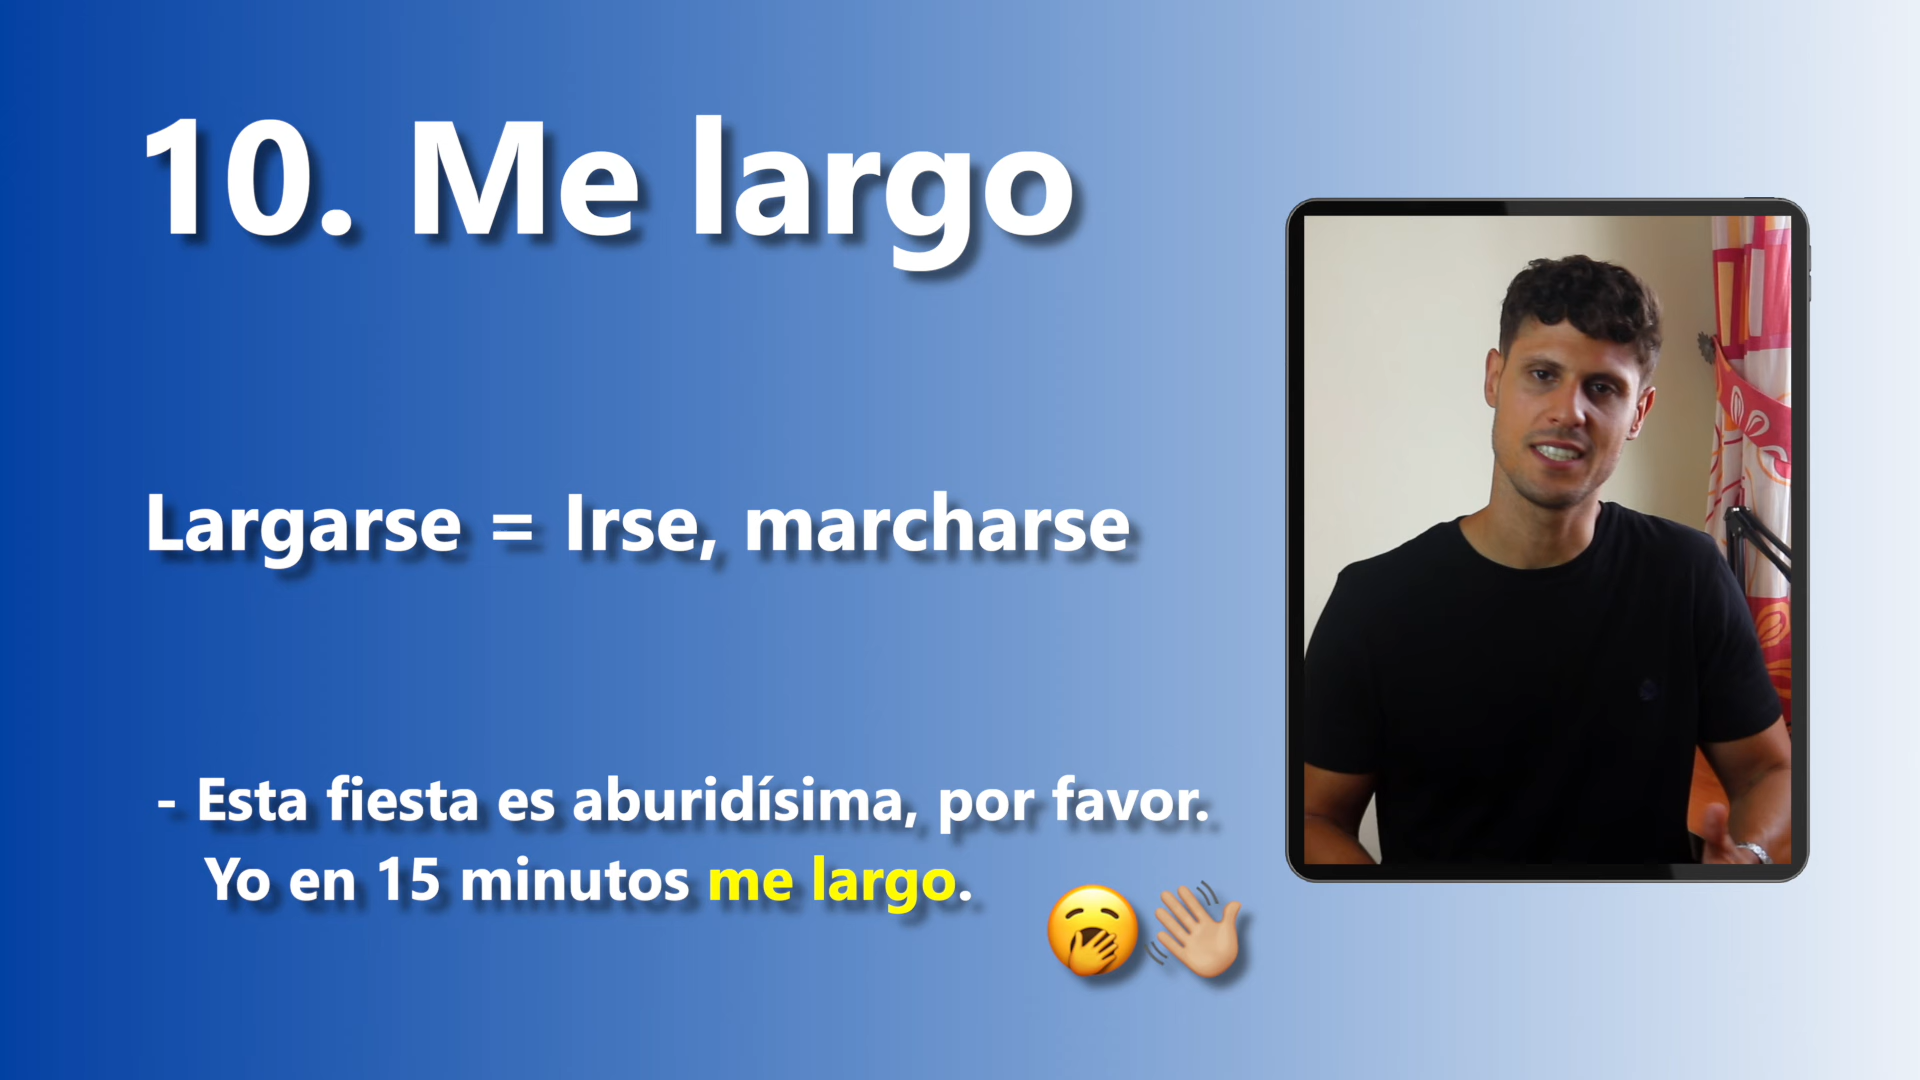 10. Me largo
Largarse = Irse, marcharse
- Esta fiesta es aburidísima, por favor.
Yo en 15 minutos me largo.